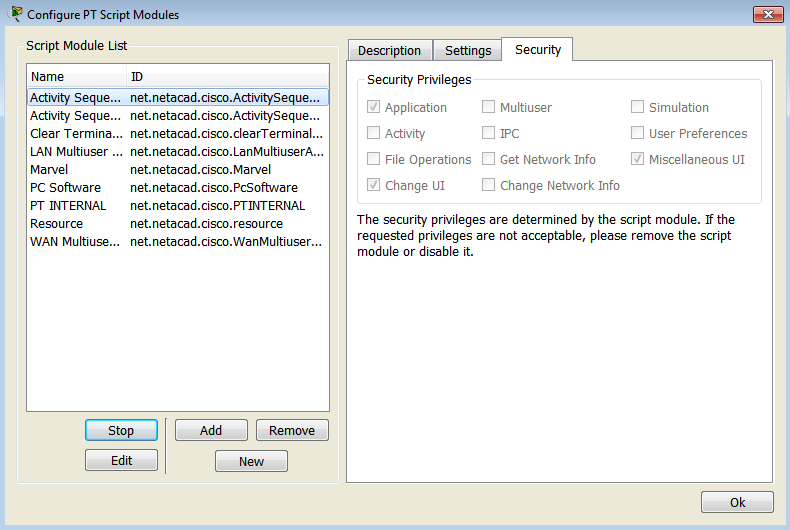 Configure PT Script Modules
Script Module List
Name ID
Activity Seque... net.netacad.cisco.ActivitySeque...
Activity Seque... net.netacad.cisco.ActivitySeque...
Clear Termina... net.netacad.cisco.clearTerminal...
LAN Multiuser ... net.netacad.cisco.LanMultiuserA...
Marvel net.netacad.cisco.Marvel
PC Software net.netacad.cisco.PcSoftware
PT INTERNAL net.netacad.cisco.PTINTERNAL
Resource net.netacad.cisco.resource
WAN Multiuse... net.netacad.cisco.WanMultiuser...
Stop Add Remove
Edit New
Description Settings Security
Security Privileges
Application Multiuser Simulation
Activity IPC User Preferences
File Operations Get Network Info Miscellaneous UI
Change UI Change Network Info
The security privileges are determined by the script module. If the
requested privileges are not acceptable, please remove the script
module or disable it.
Ok